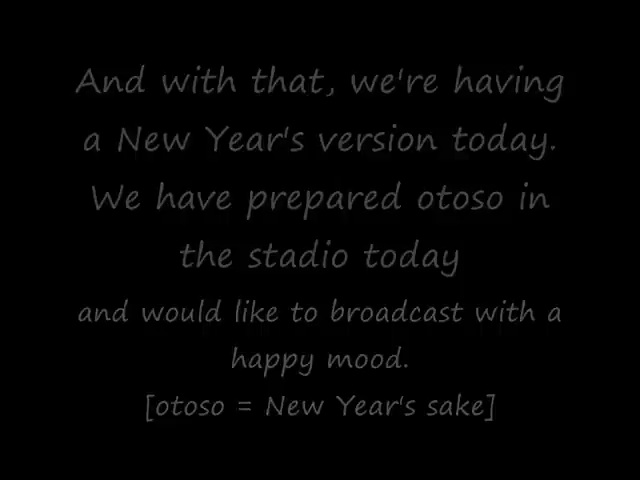 And with that, we're having
a New Year's version today.
We have prepared otoso in
the stadio today
and would like to broadcast with a
happy mood.
[otoso = New Year's sake]